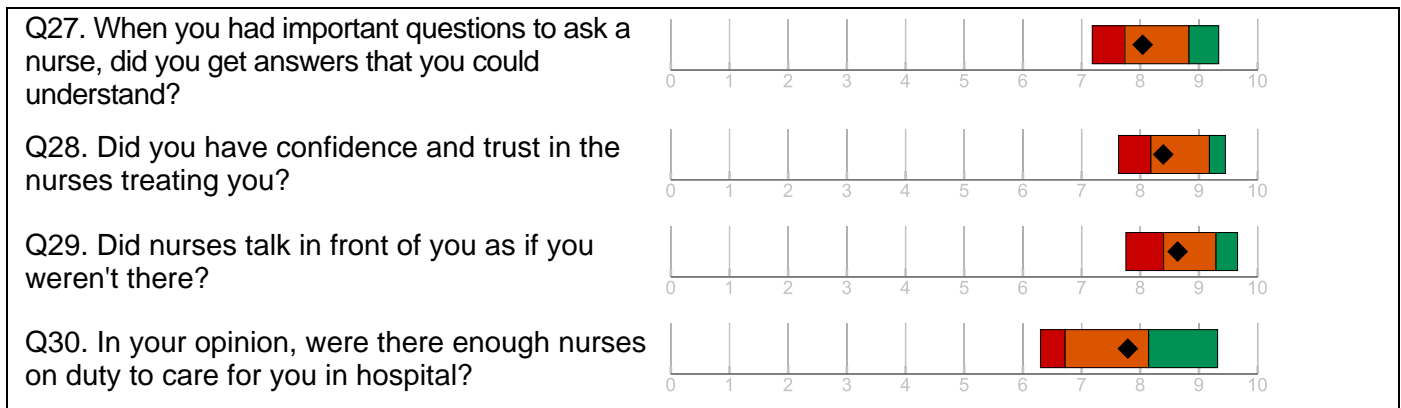 Q27. When you had important questions to ask a
nurse, did you get answers that you could
understand?
0 1 2 3 4 5 6 7 8 9 10
Q28. Did you have confidence and trust in the
nurses treating you?
0 1 2 3 4 5 6 7 8 9 10
Q29. Did nurses talk in front of you as if you
weren't there?
0 1 2 3 4 5 6 7 8 9 10
Q30. In your opinion, were there enough nurses
on duty to care for you in hospital?
0 1 2 3 4 5 6 7 8 9 10